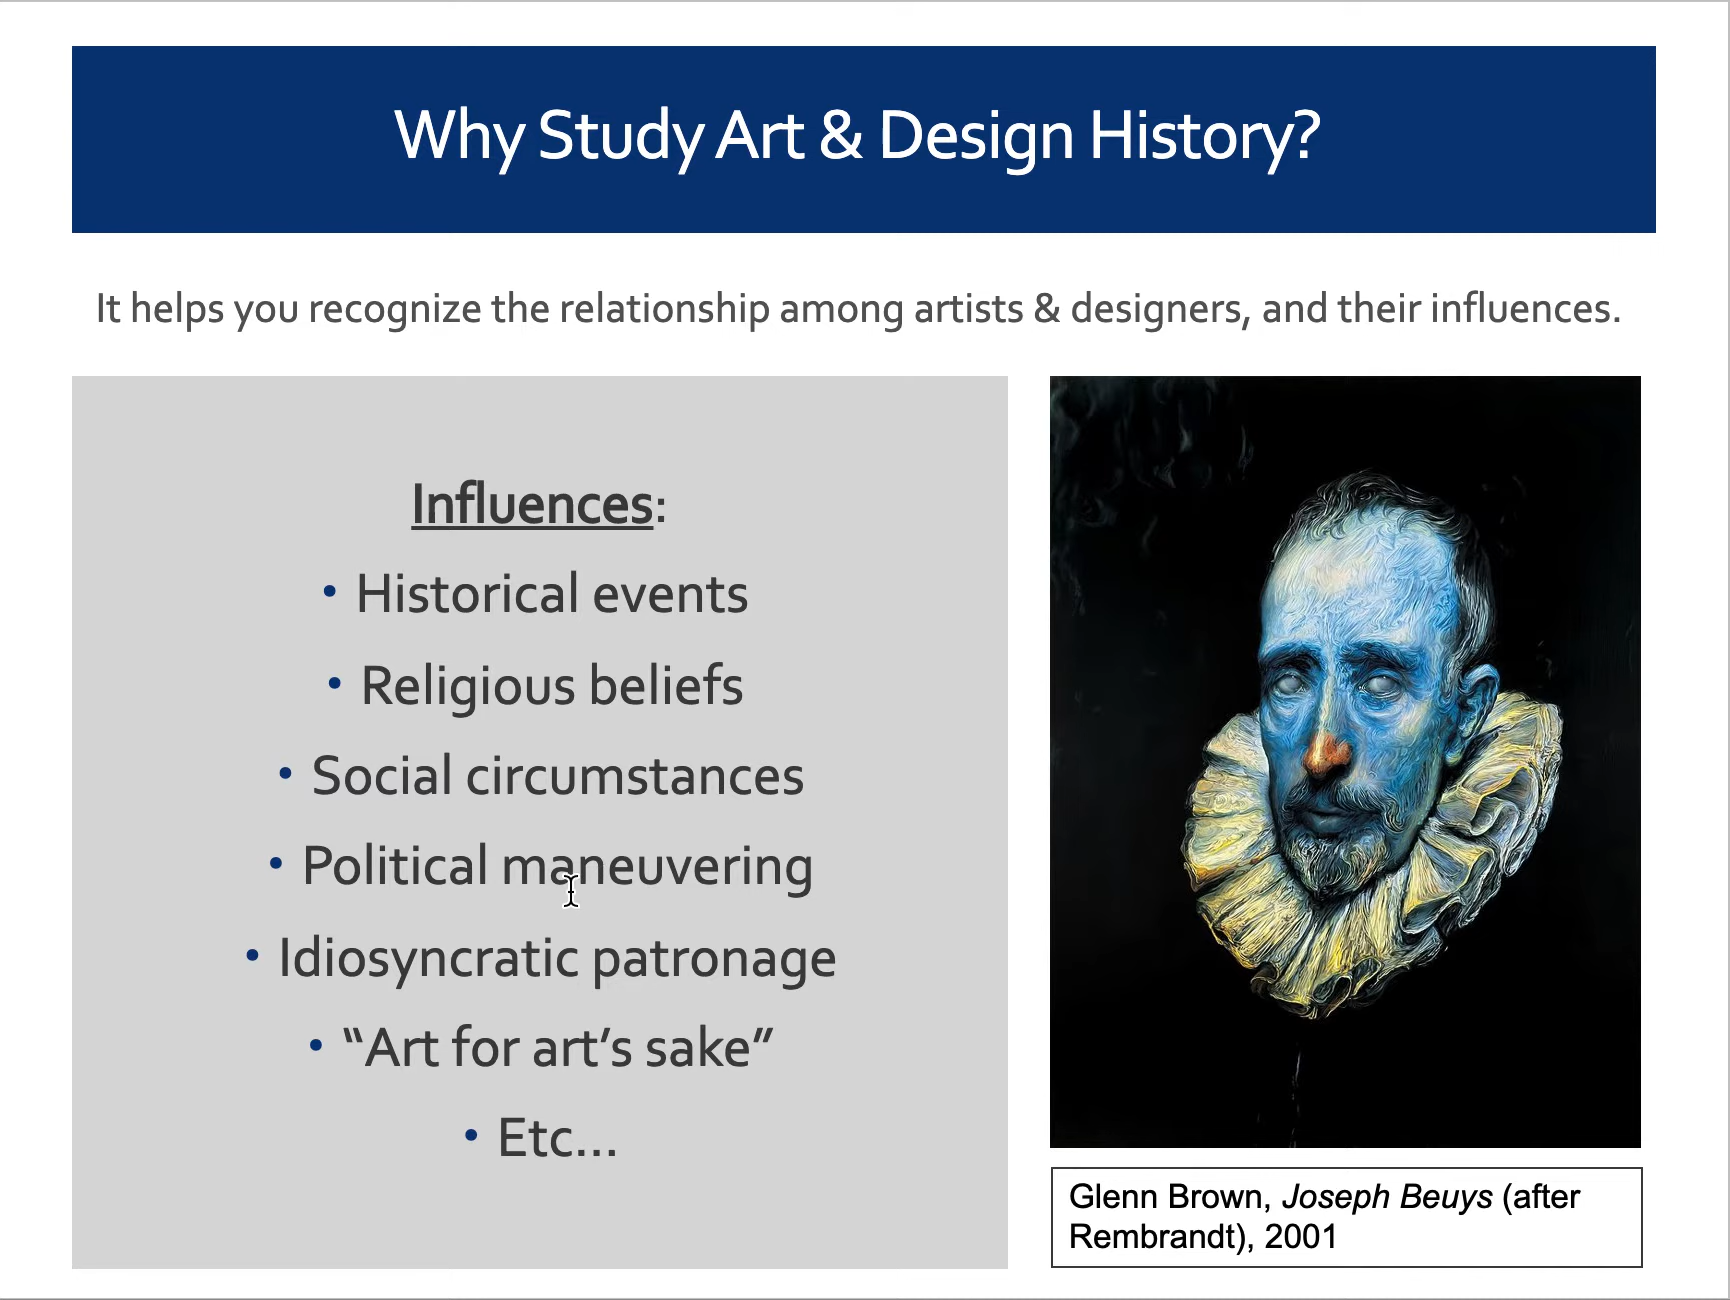 Why Study Art & Design History?
It helps you recognize the relationship among artists & designers, and their influences.
Influences:
• Historical events
• Religious beliefs
• Social circumstances
• Political maneuvering
• Idiosyncratic patronage
• “Art for art’s sake”
• Etc…
Glenn Brown, Joseph Beuys (after
Rembrandt), 2001